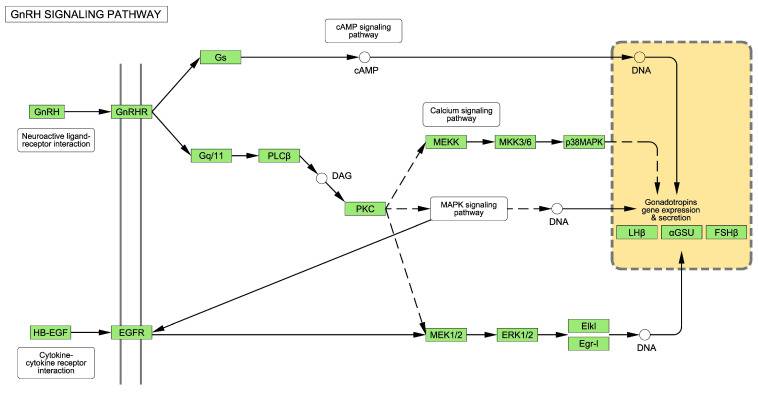 GnRH SIGNALING PATHWAY
cAMP signaling
pathway
Gs
cAMP
DNA
GnRH
GnRHR
Neuroactive ligand-
receptor interaction
Calcium signaling
pathway
MEKK
MKK3/6
p38MAPK
Gq/11
PLCβ
DAG
PKC
MAPK signaling
pathway
DNA
Gonadotropins
gene expression
& secretion
LHβ
αGSU
FSHβ
HB-EGF
EGFR
Cytokine-
cytokine receptor
interaction
MEK1/2
ERK1/2
Elkl
Egr-l
DNA